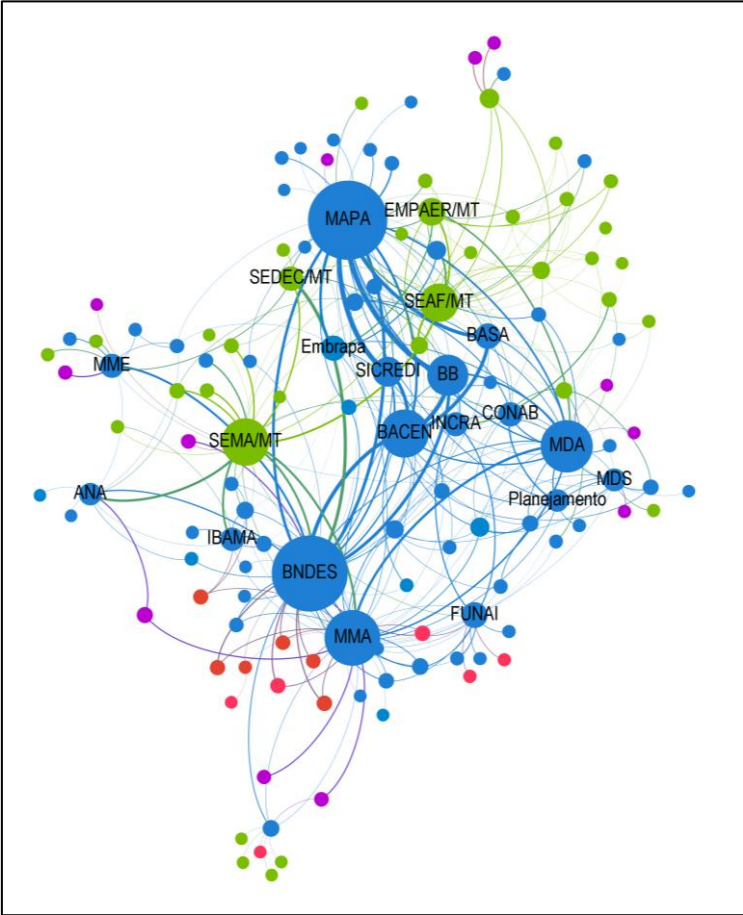 MAPA
EMPAER/MT
SEDEC/MT
SEAF/MT
BASA
Embrapa
MME
SICREDI
BB
CONAB
INCRA
BACEN
SEMA/MT
MDA
MDS
ANA
Planejamento
IBAMA
BNDES
FUNAI
MMA